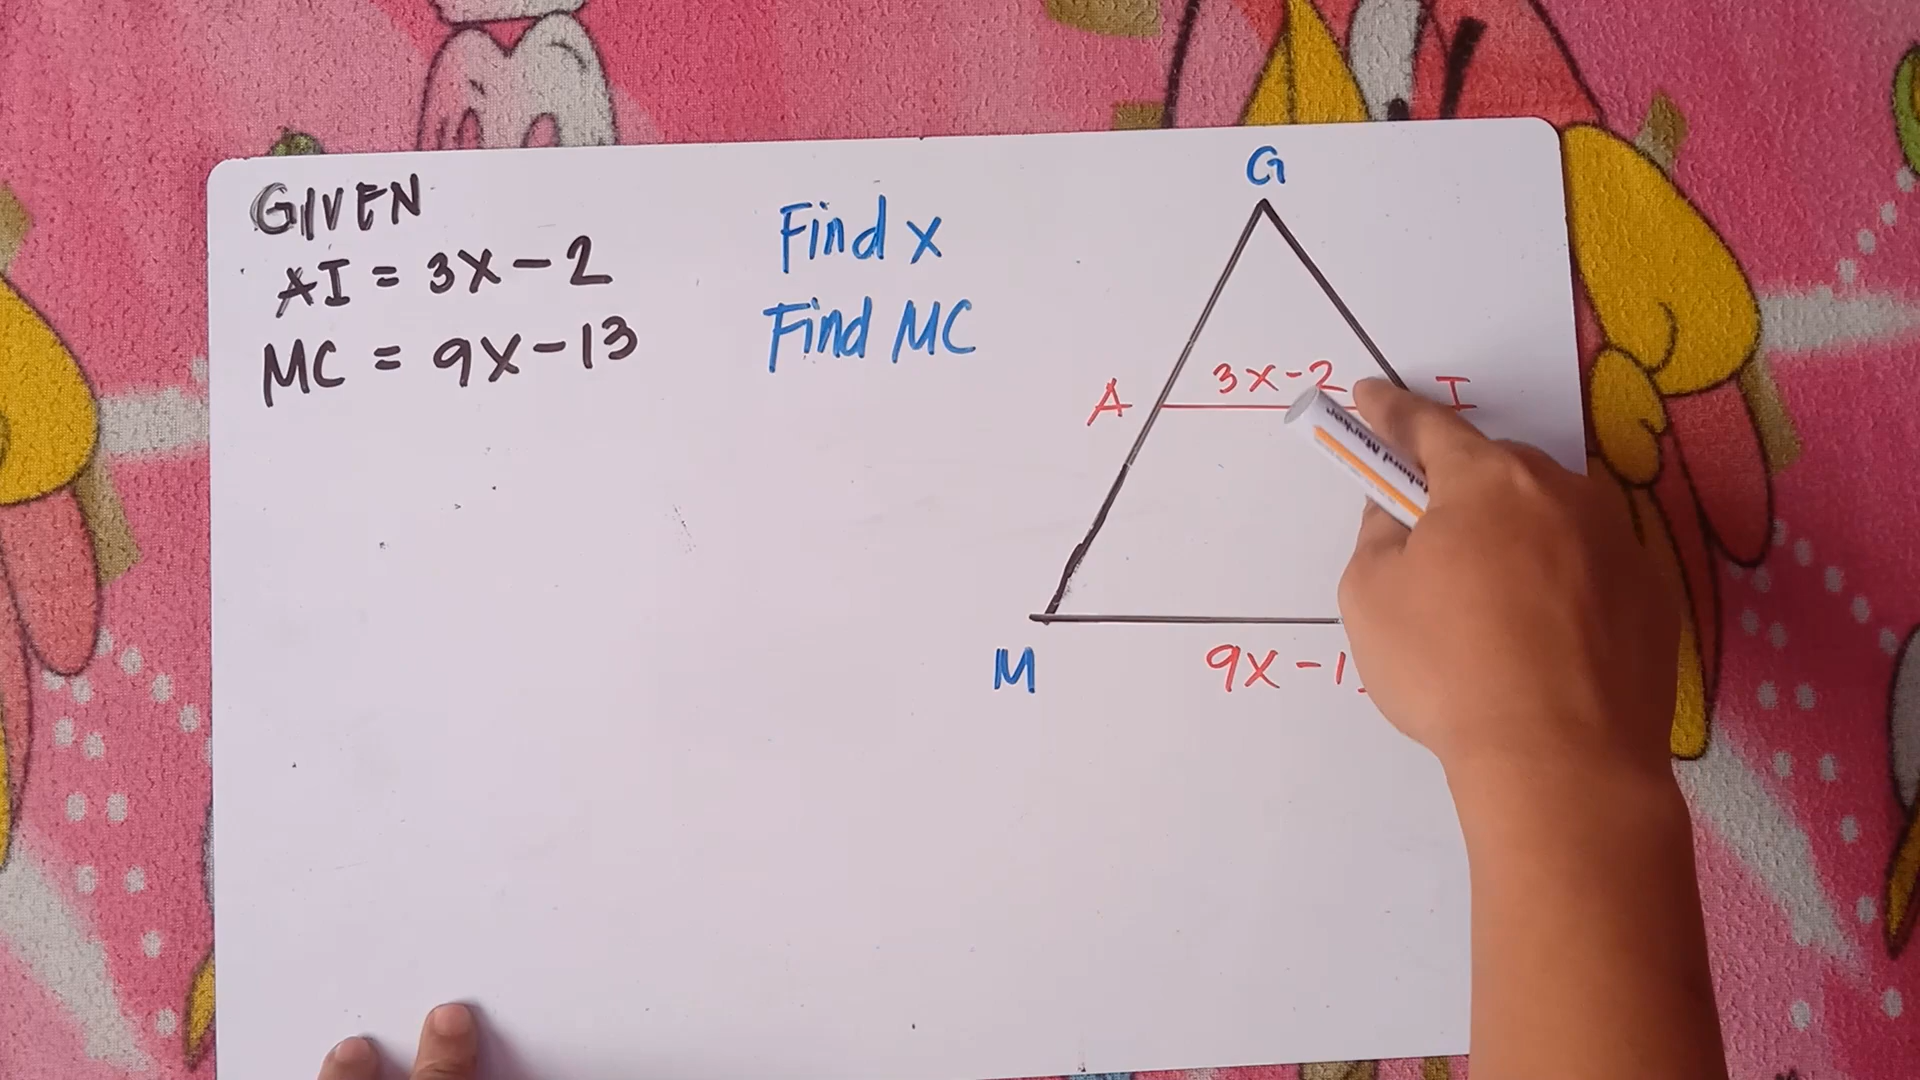 GIVEN
AI = 3X-2
MC = 9X-13
Find x
Find MC
G
A
3X-2
I
M
9X-1